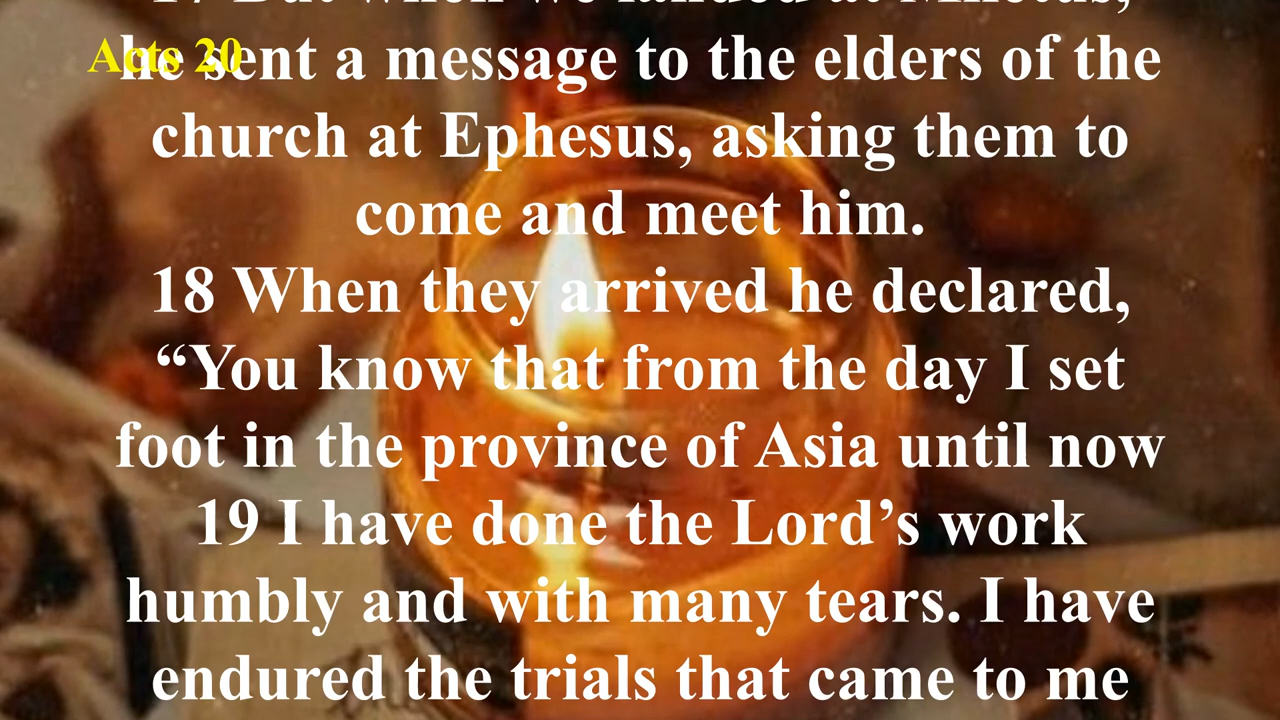 17 But when we landed at Miletus,
Acts 20
he sent a message to the elders of the
church at Ephesus, asking them to
come and meet him.
18 When they arrived he declared,
“You know that from the day I set
foot in the province of Asia until now
19 I have done the Lord’s work
humbly and with many tears. I have
endured the trials that came to me